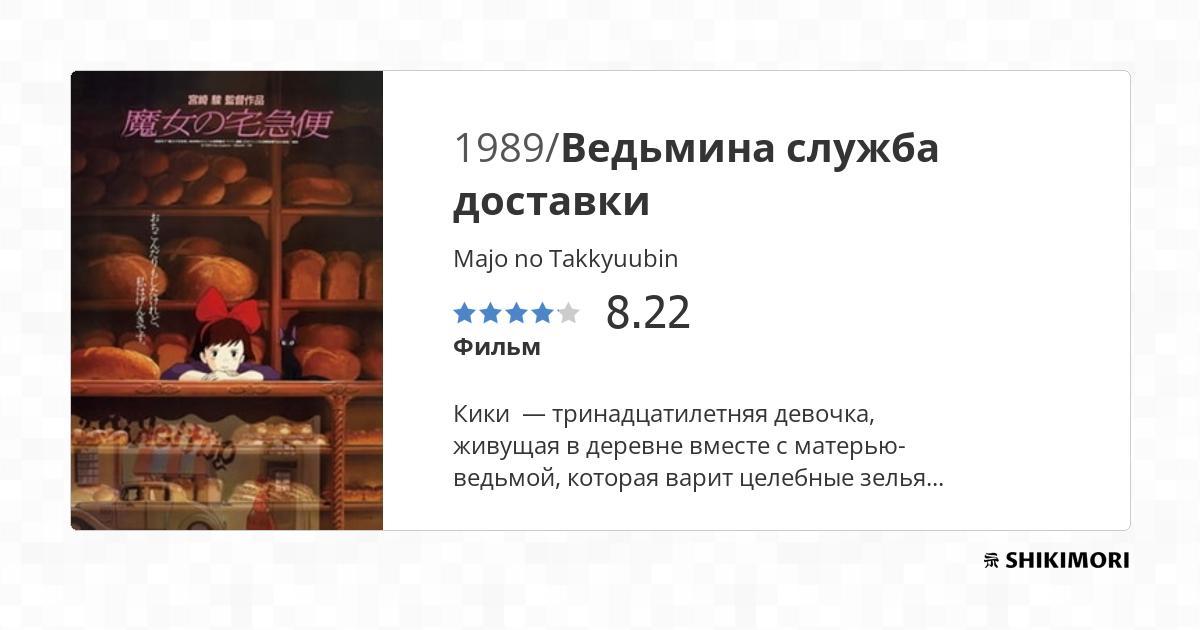 宮崎 駿 監督作品
魔女の宅急便
おちこんだりもしたけれど、
私はげんきです。
1989/Ведьмина служба
доставки
Majo no Takkyuubin
8.22
Фильм
Кики — тринадцатилетняя девочка,
живущая в деревне вместе с матерью-
ведьмой, которая варит целебные зелья...
SHIKIMORI